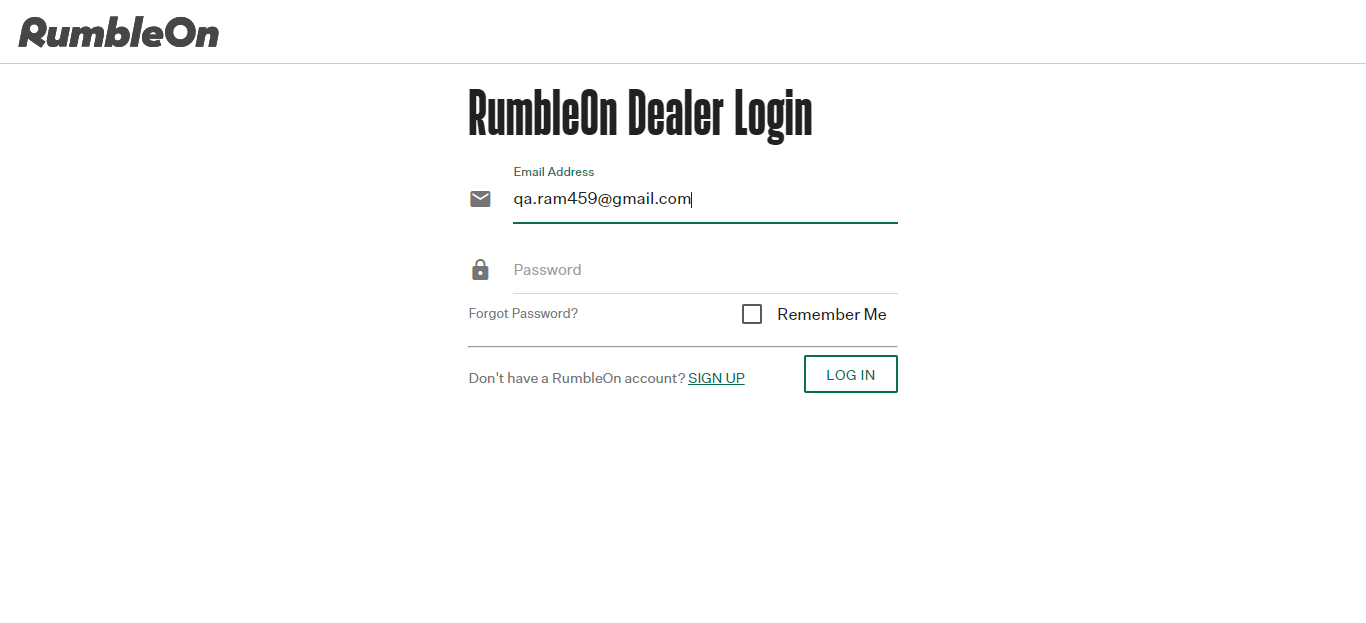 RumbleOn
RumbleOn Dealer Login
Email Address
qa.ram459@gmail.com
Password
Forgot Password? Remember Me
Don't have a RumbleOn account? SIGN UP LOG IN